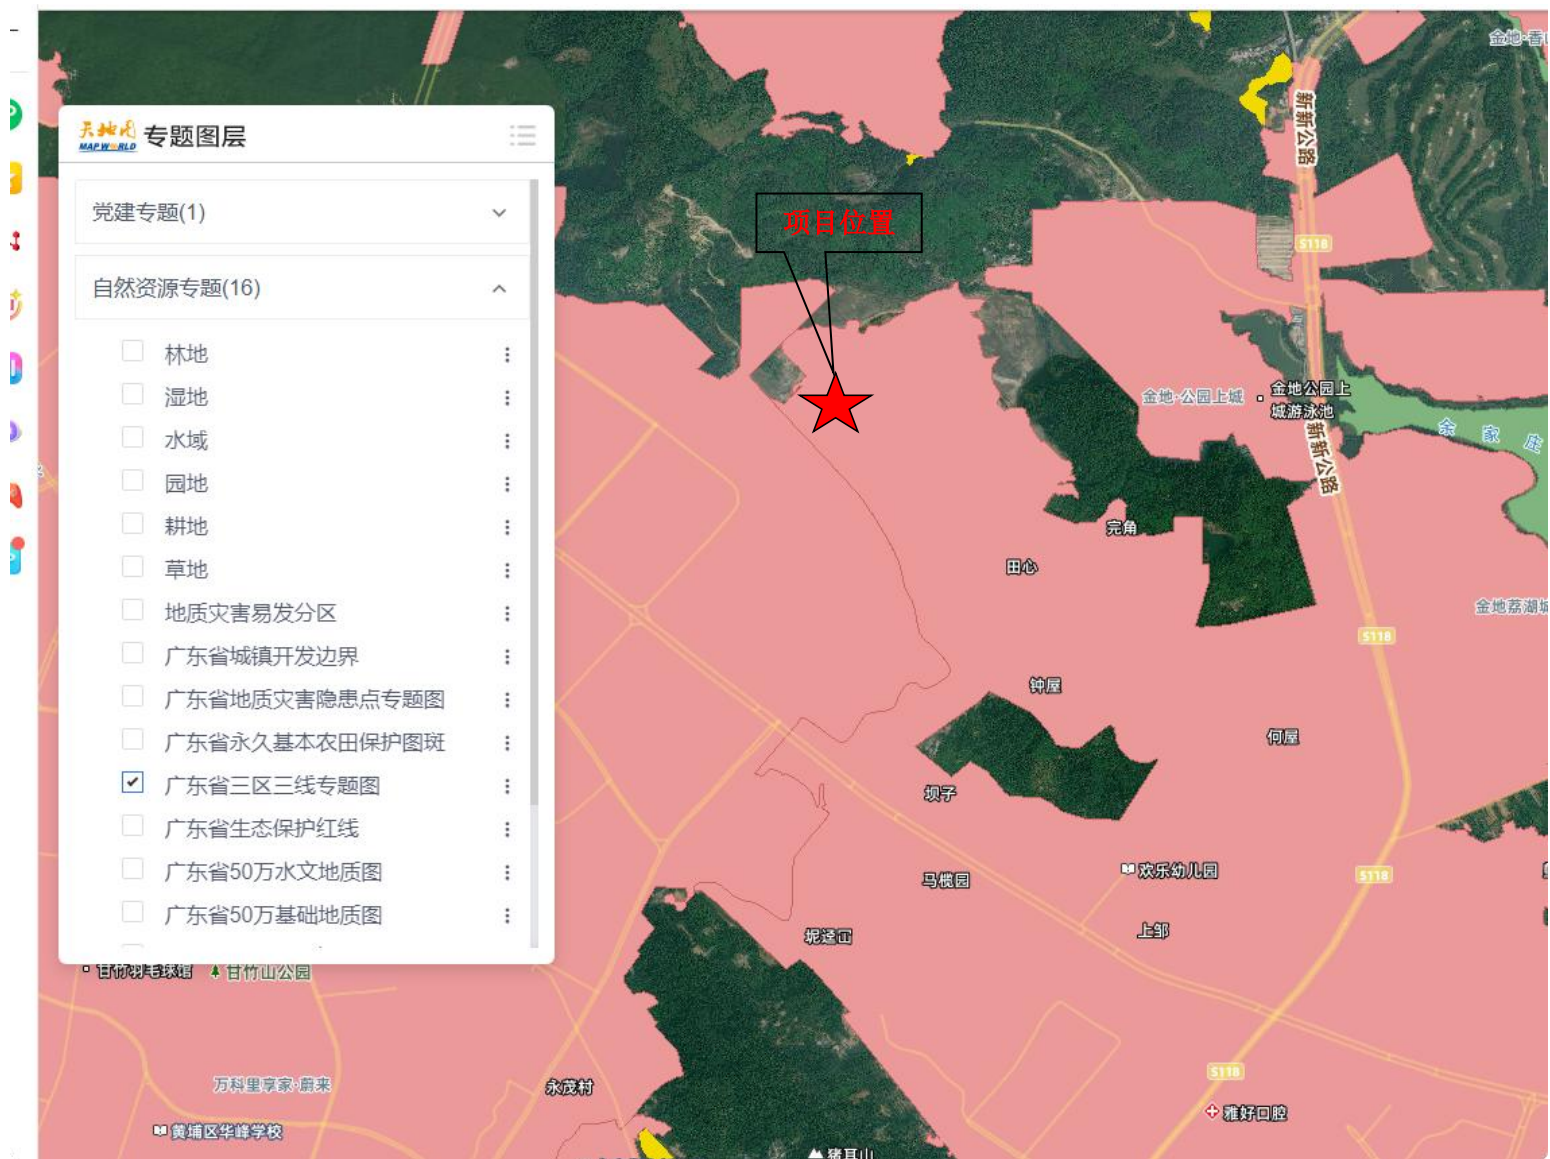 天地图
MAP WORLD
专题图层
党建专题(1)
自然资源专题(16)
林地
湿地
水域
园地
耕地
草地
地质灾害易发分区
广东省城镇开发边界
广东省地质灾害隐患点专题图
广东省永久基本农田保护图斑
广东省三区三线专题图
广东省生态保护红线
广东省50万水文地质图
广东省50万基础地质图
项目位置
新新公路
S118
金地·公园上城
金地公园上
城游泳池
新新公路
余家庄
完角
田心
金地荔湖城
S118
钟屋
何屋
坝子
马榄园
欢乐幼儿园
S118
上邹
甘竹羽毛球馆
甘竹山公园
万科里享家·蔚来
永茂村
S118
雅好口腔
黄埔区华峰学校
猪耳山